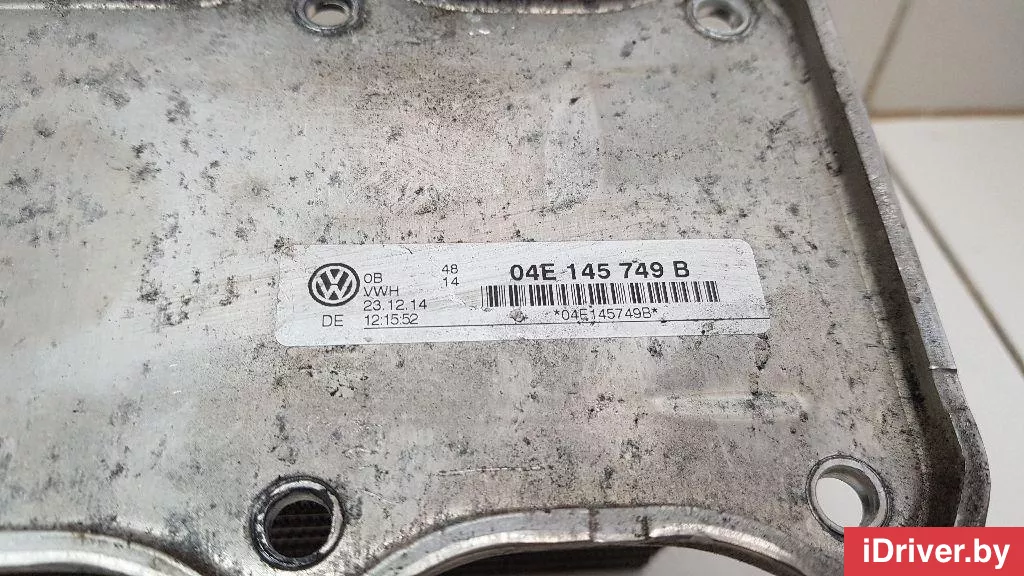 0B
VWH
23.12.14
DE 12:15:52
48
14
04E 145 749 B
*04E145749B*
iDriver.by